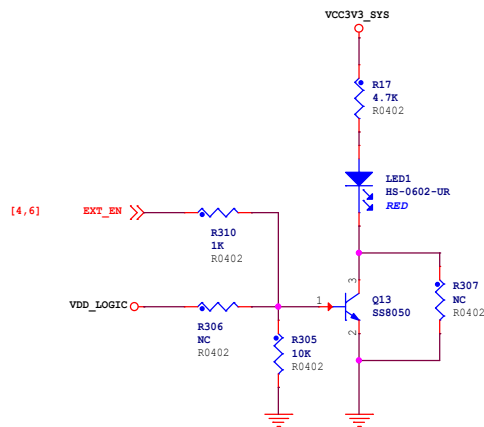 VCC3V3_SYS
R17
4.7K
R0402
LED1
HS-0602-UR
RED
[4,6] EXT_EN
R310
1K
R0402
3
R307
NC
R0402
VDD_LOGIC
1
Q13
SS8050
R306
NC
R0402
2
R305
10K
R0402